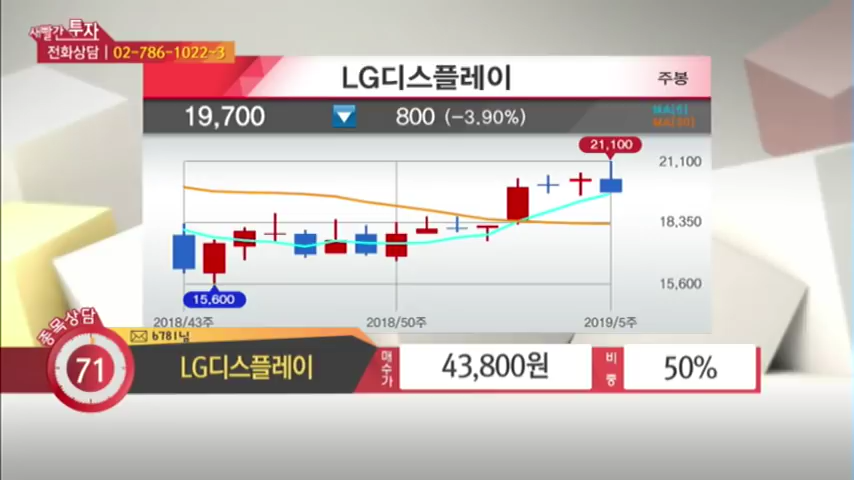 새빨간 투자
전화상담 | 02-786-1022~3
LG디스플레이
주봉
19,700
800 (-3.90%)
MA(5)
21,100
21,100
18,350
15,600
15,600
2018/43주
2018/50주
2019/5주
종목상담
71
6781님
LG디스플레이
매수가
43,800원
비중
50%